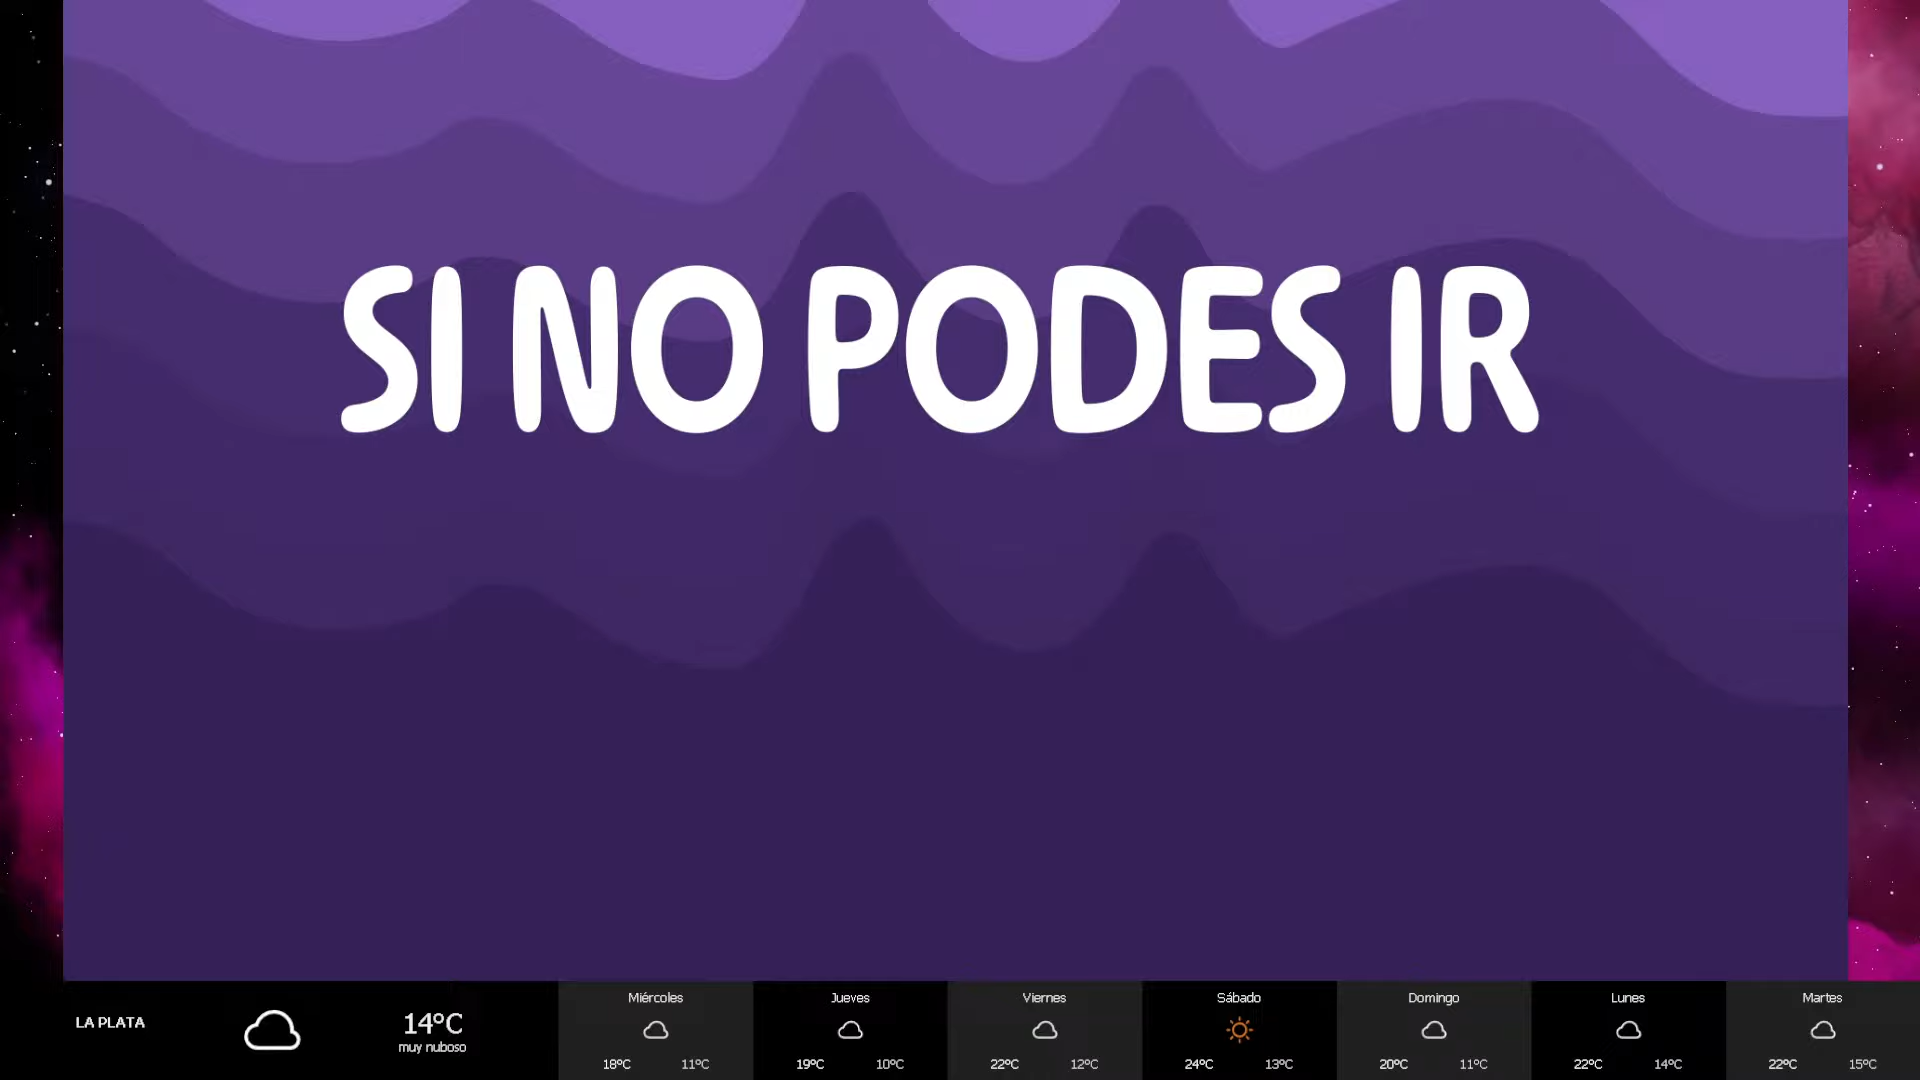 SI NO PODES IR
LA PLATA
14°C
muy nuboso
Miércoles
18°C 11°C
Jueves
19°C 10°C
Viernes
22°C 12°C
Sábado
24°C 13°C
Domingo
20°C 11°C
Lunes
22°C 14°C
Martes
22°C 15°C